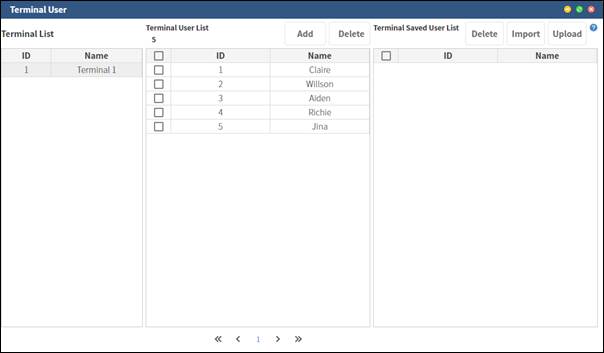 Terminal User
Terminal List
Terminal User List
5
Add Delete
Terminal Saved User List
Delete Import Upload
?
ID Name
1 Terminal 1
ID Name
1 Claire
2 Willson
3 Aiden
4 Richie
5 Jina
ID Name
« ‹ 1 › »